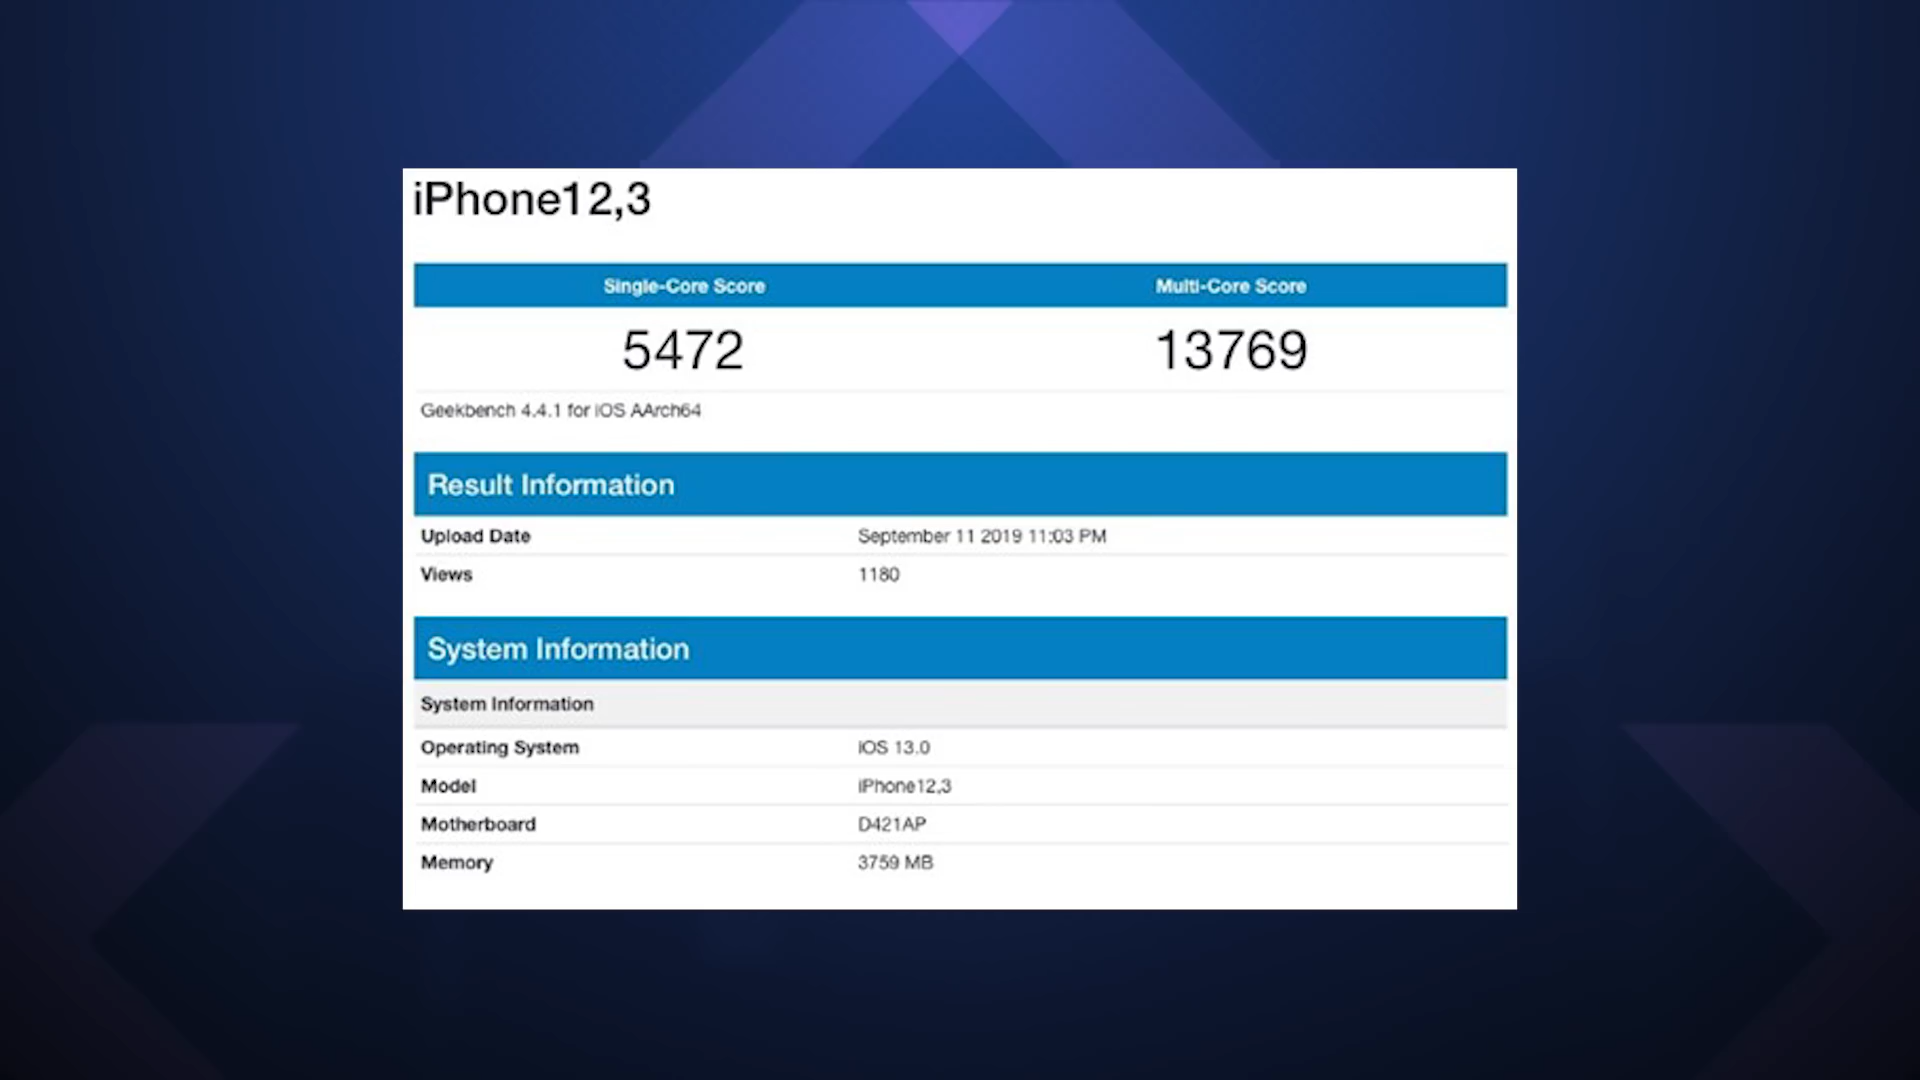 iPhone12,3
Single-Core Score Multi-Core Score
5472 13769
Geekbench 4.4.1 for iOS AArch64
Result Information
Upload Date September 11 2019 11:03 PM
Views 1180
System Information
System Information
Operating System iOS 13.0
Model iPhone12,3
Motherboard D421AP
Memory 3759 MB